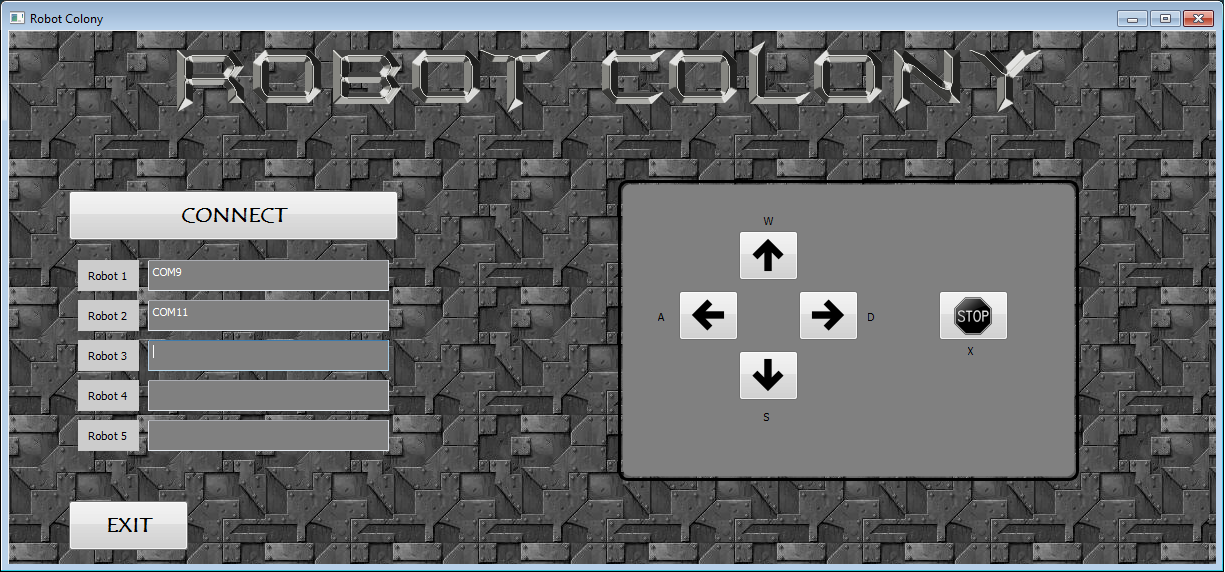 Robot Colony
ROBOT COLONY
CONNECT
Robot 1 COM9
Robot 2 COM11
Robot 3
Robot 4
Robot 5
EXIT
W
A
D
STOP
X
S